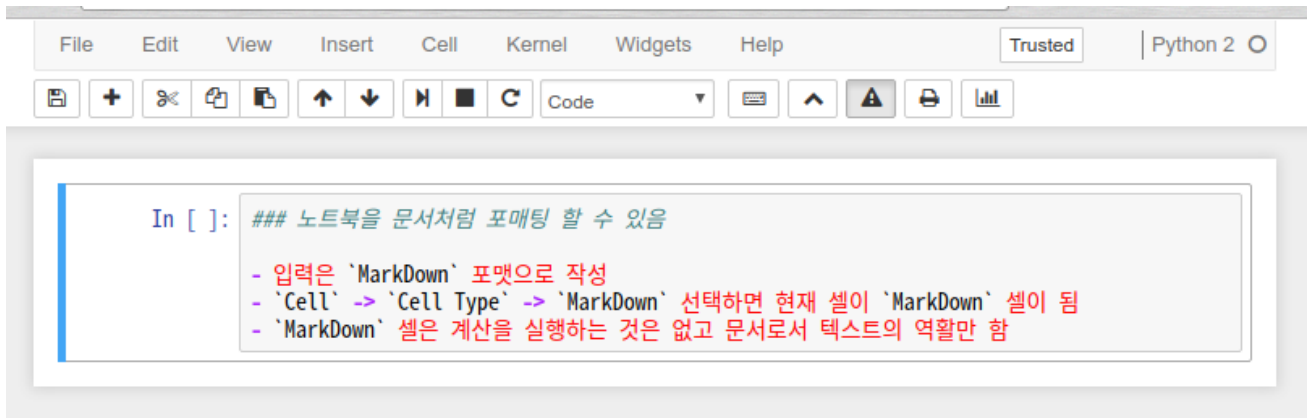 File Edit View Insert Cell Kernel Widgets Help Trusted Python 2
Code
In [ ]: ### 노트북을 문서처럼 포매팅 할 수 있음
- 입력은 `MarkDown` 포맷으로 작성
- `Cell` -> `Cell Type` -> `MarkDown` 선택하면 현재 셀이 `MarkDown` 셀이 됨
- `MarkDown` 셀은 계산을 실행하는 것은 없고 문서로서 텍스트의 역활만 함